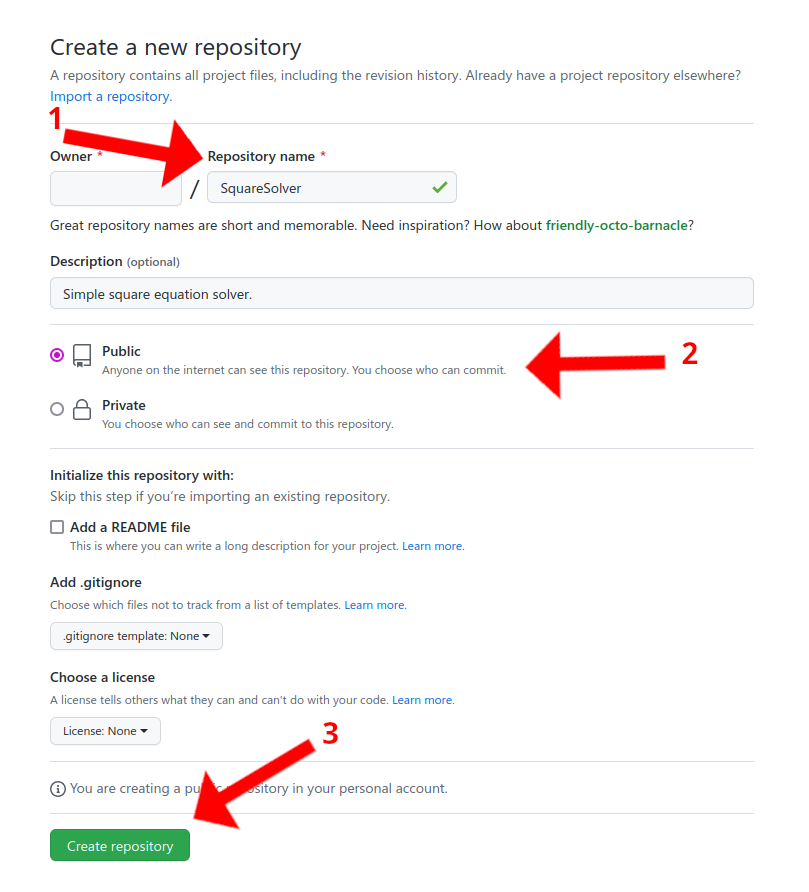 Create a new repository
A repository contains all project files, including the revision history. Already have a project repository elsewhere?
Import a repository.
1
Owner * Repository name *
/ SquareSolver
Great repository names are short and memorable. Need inspiration? How about friendly-octo-barnacle?
Description (optional)
Simple square equation solver.
Public
Anyone on the internet can see this repository. You choose who can commit.
2
Private
You choose who can see and commit to this repository.
Initialize this repository with:
Skip this step if you’re importing an existing repository.
Add a README file
This is where you can write a long description for your project. Learn more.
Add .gitignore
Choose which files not to track from a list of templates. Learn more.
.gitignore template: None
Choose a license
A license tells others what they can and can't do with your code. Learn more.
License: None
3
You are creating a public repository in your personal account.
Create repository